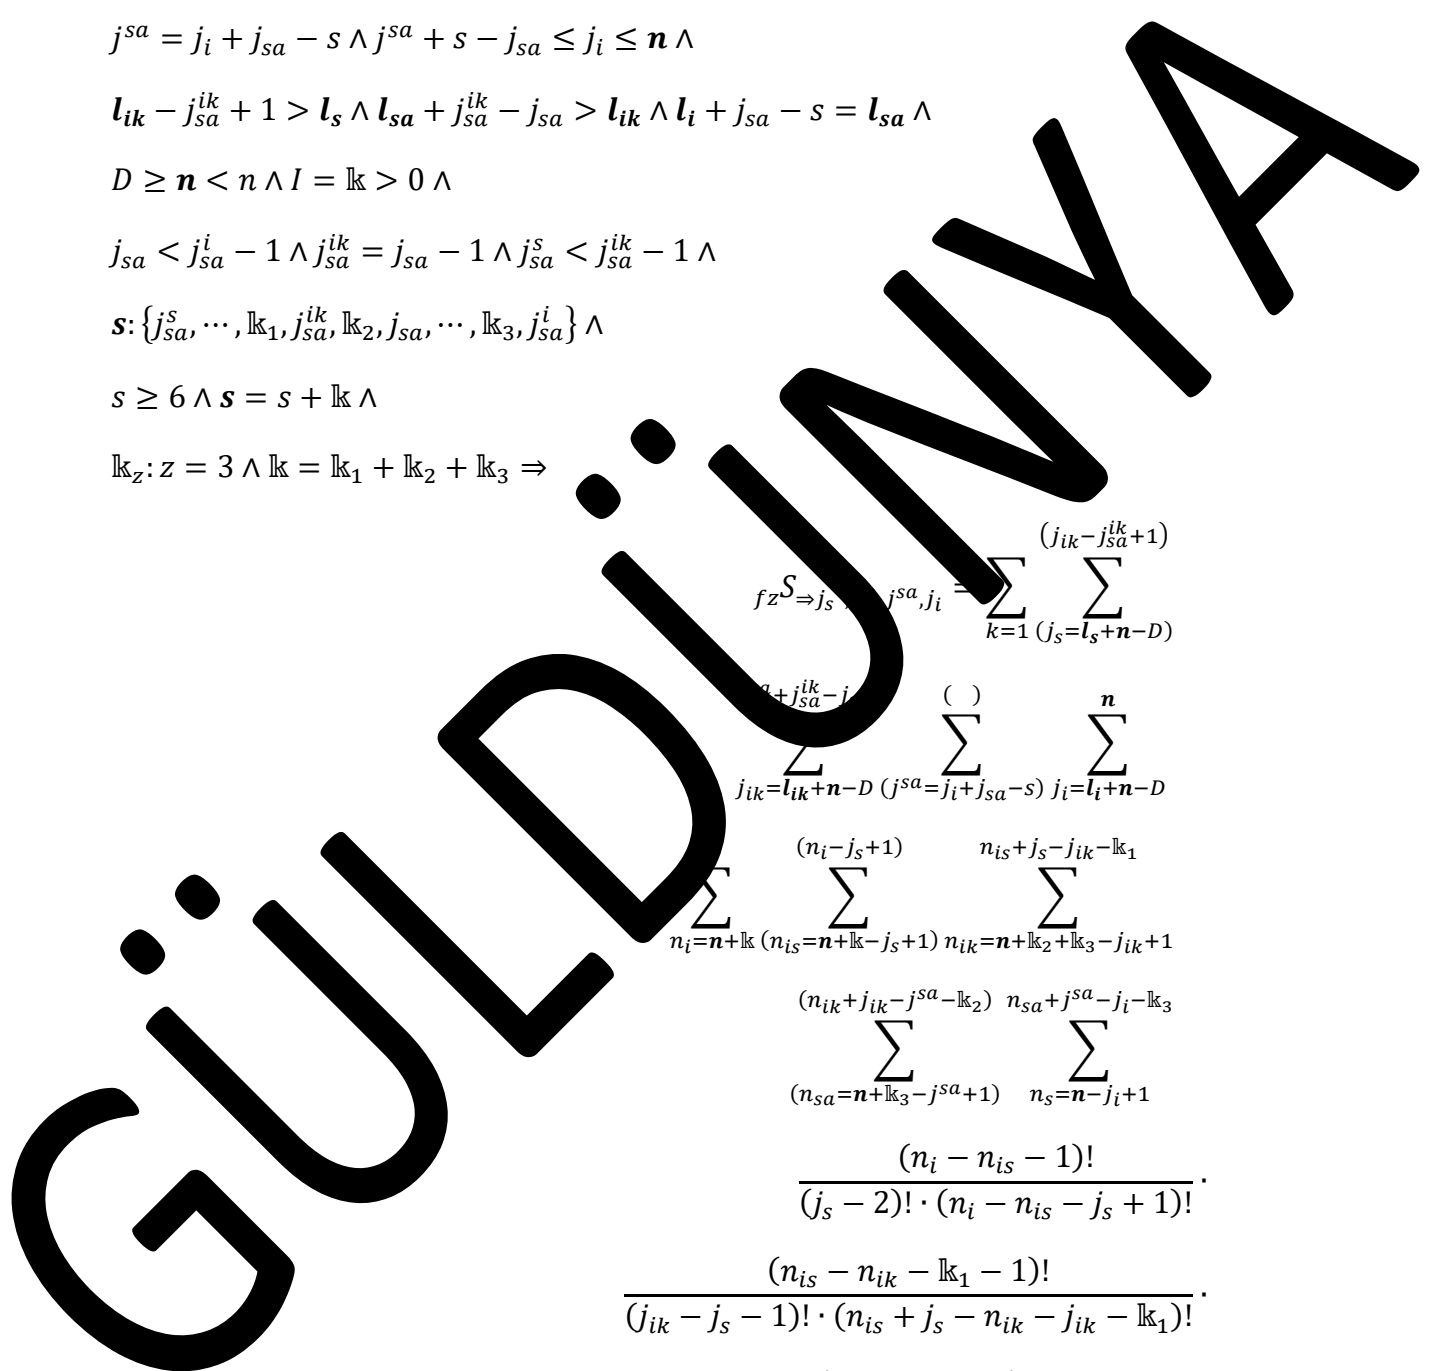 j^{sa} = j_i + j_{sa} − s ∧ j^{sa} + s − j_{sa} ≤ j_i ≤ 𝒏 ∧
𝒍_{𝒊𝒌} − j_{sa}^{ik} + 1 > 𝒍_𝒔 ∧ 𝒍_{𝒔𝒂} + j_{sa}^{ik} − j_{sa} > 𝒍_{𝒊𝒌} ∧ 𝒍_𝒊 + j_{sa} − s = 𝒍_{𝒔𝒂} ∧
D ≥ 𝒏 < n ∧ I = 𝕜 > 0 ∧
j_{sa} < j_{sa}^{i} − 1 ∧ j_{sa}^{ik} = j_{sa} − 1 ∧ j_{sa}^{s} < j_{sa}^{ik} − 1 ∧
𝒔: {j_{sa}^{s}, ⋯ , 𝕜_1, j_{sa}^{ik}, 𝕜_2, j_{sa}, ⋯ , 𝕜_3, j_{sa}^{i}} ∧
s ≥ 6 ∧ 𝒔 = s + 𝕜 ∧
𝕜_z: z = 3 ∧ 𝕜 = 𝕜_1 + 𝕜_2 + 𝕜_3 ⇒
{}_{fz}S_{⇒j_s, j^{sa}, j_i} = ∑_{k=1} ∑_{(j_s=𝒍_𝒔+𝒏−D)}^{(j_{ik}−j_{sa}^{ik}+1)}
∑_{j_{ik}=𝒍_{𝒊𝒌}+𝒏−D}^{+j_{sa}^{ik}−} ∑_{(j^{sa}=j_i+j_{sa}−s)}^{( )} ∑_{j_i=𝒍_𝒊+𝒏−D}^{𝒏}
∑_{n_i=𝒏+𝕜} ∑_{(n_{is}=𝒏+𝕜−j_s+1)}^{(n_i−j_s+1)} ∑_{n_{ik}=𝒏+𝕜_2+𝕜_3−j_{ik}+1}^{n_{is}+j_s−j_{ik}−𝕜_1}
∑_{(n_{sa}=𝒏+𝕜_3−j^{sa}+1)}^{(n_{ik}+j_{ik}−j^{sa}−𝕜_2)} ∑_{n_s=𝒏−j_i+1}^{n_{sa}+j^{sa}−j_i−𝕜_3}
\frac{(n_i − n_{is} − 1)!}{(j_s − 2)! · (n_i − n_{is} − j_s + 1)!} ·
\frac{(n_{is} − n_{ik} − 𝕜_1 − 1)!}{(j_{ik} − j_s − 1)! · (n_{is} + j_s − n_{ik} − j_{ik} − 𝕜_1)!} ·
GÜLDÜNYA